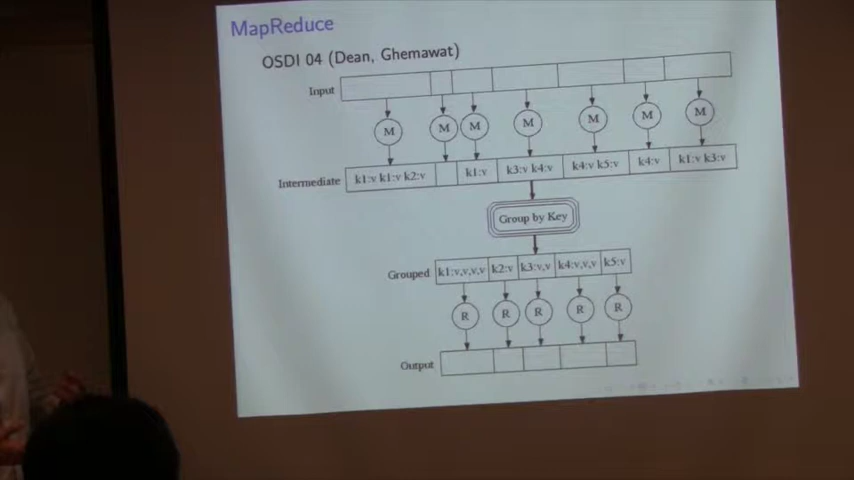 MapReduce
OSDI 04 (Dean, Ghemawat)
Input
M M M M M M M
Intermediate k1:v k1:v k2:v k1:v k3:v k4:v k4:v k5:v k4:v k1:v k3:v
Group by Key
Grouped k1:v,v,v,v k2:v k3:v,v k4:v,v,v k5:v
R R R R R
Output